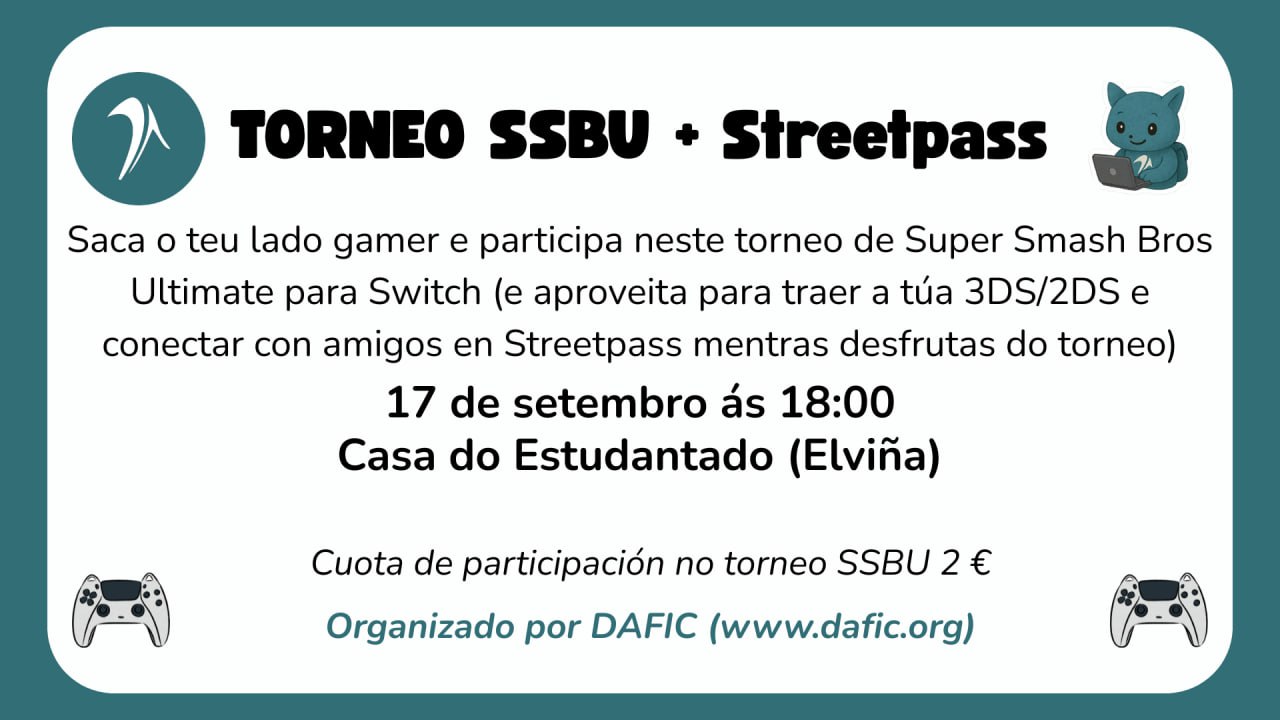 TORNEO SSBU + Streetpass
Saca o teu lado gamer e participa neste torneo de Super Smash Bros
Ultimate para Switch (e aproveita para traer a túa 3DS/2DS e
conectar con amigos en Streetpass mentras desfrutas do torneo)
17 de setembro ás 18:00
Casa do Estudantado (Elviña)
Cuota de participación no torneo SSBU 2 €
Organizado por DAFIC (www.dafic.org)